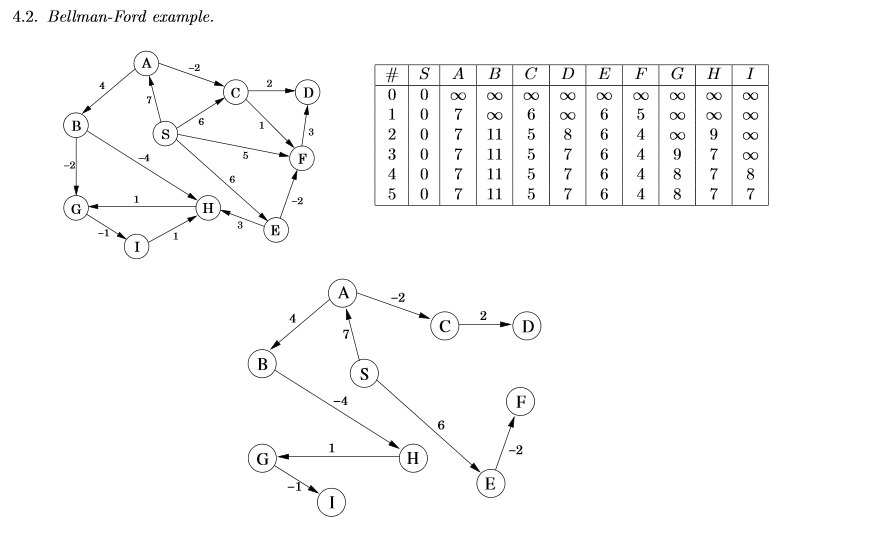 4.2. Bellman-Ford example.
A
-2
4
C
2
D
7
B
6
S
1
3
5
F
-2
-4
6
1
-2
G
H
3
E
-1
I
1
# S A B C D E F G H I
0 0 ∞ ∞ ∞ ∞ ∞ ∞ ∞ ∞ ∞
1 0 7 ∞ 6 ∞ 6 5 ∞ ∞ ∞
2 0 7 11 5 8 6 4 ∞ 9 ∞
3 0 7 11 5 7 6 4 9 7 ∞
4 0 7 11 5 7 6 4 8 7 8
5 0 7 11 5 7 6 4 8 7 7
A
-2
4
C
2
D
7
B
S
-4
F
6
1
-2
G
H
E
-1
I